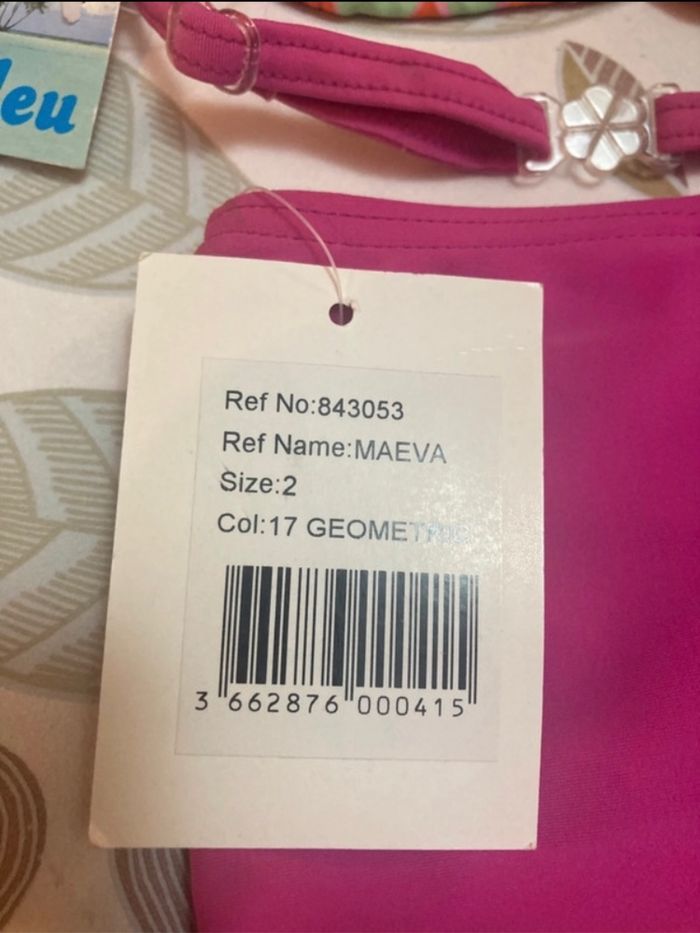 leu
Ref No:843053
Ref Name:MAEVA
Size:2
Col:17 GEOMETRIC
3 662876 000415